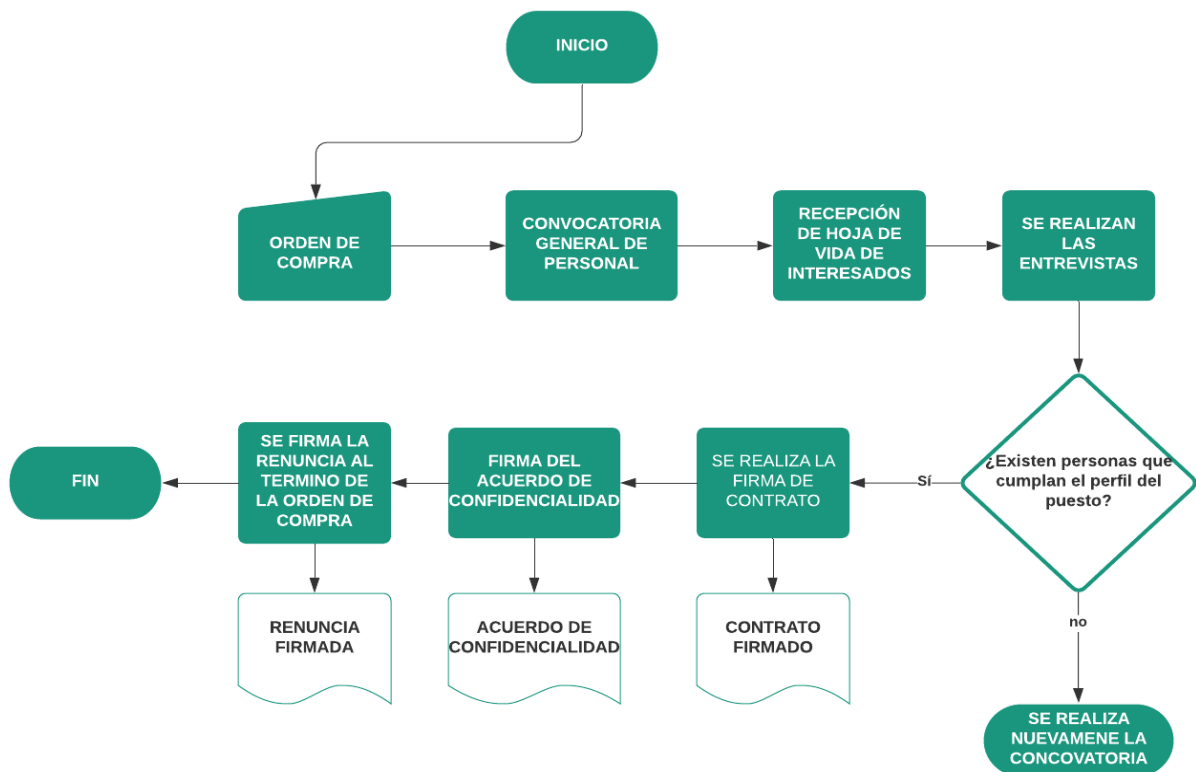 INICIO
ORDEN DE
COMPRA
CONVOCATORIA
GENERAL DE
PERSONAL
RECEPCIÓN
DE HOJA DE
VIDA DE
INTERESADOS
SE REALIZAN
LAS
ENTREVISTAS
¿Existen personas que
cumplan el perfil del
puesto?
Sí
no
SE REALIZA LA
FIRMA DE
CONTRATO
FIRMA DEL
ACUERDO DE
CONFIDENCIALIDAD
SE FIRMA LA
RENUNCIA AL
TERMINO DE
LA ORDEN DE
COMPRA
FIN
RENUNCIA
FIRMADA
ACUERDO DE
CONFIDENCIALIDAD
CONTRATO
FIRMADO
SE REALIZA
NUEVAMENE LA
CONCOVATORIA